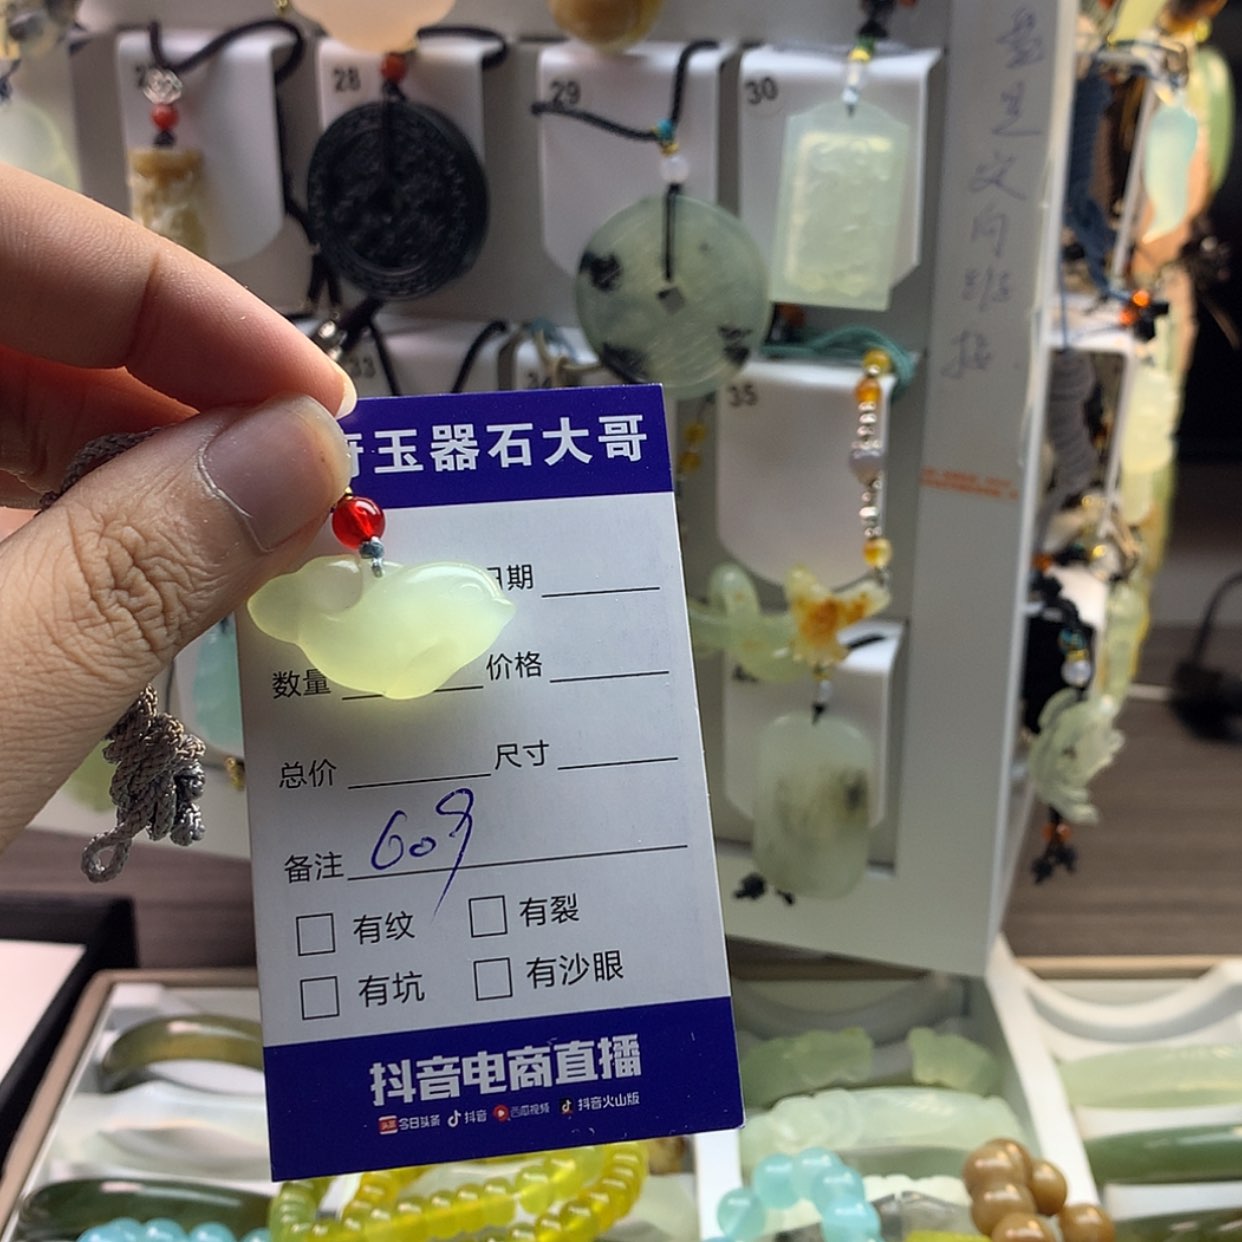 28
29
30
33
35
玉器石大哥
日期
数量
价格
总价
尺寸
备注 609
有纹
有裂
有坑
有沙眼
抖音电商直播
今日头条
抖音
西瓜视频
抖音火山版